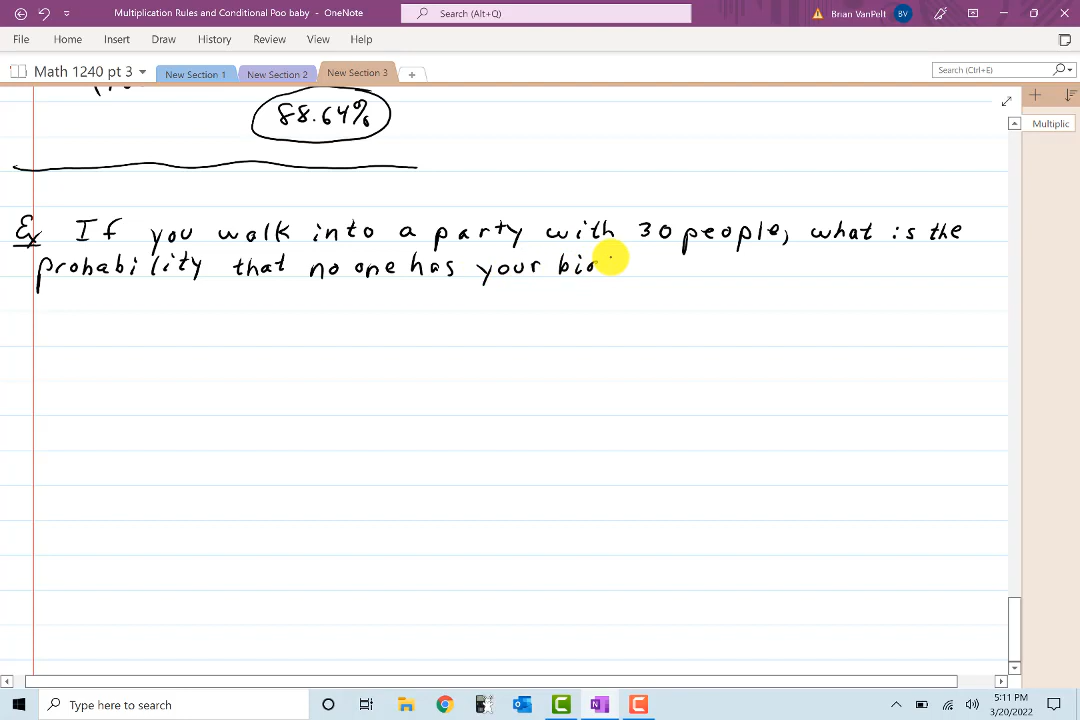 Multiplication Rules and Conditional Poo baby - OneNote
Search (Alt+Q)
Brian VanPelt
BV
File Home Insert Draw History Review View Help
Math 1240 pt 3
New Section 1
New Section 2
New Section 3
Search (Ctrl+E)
Multiplic
88.64%
Ex If you walk into a party with 30 people, what is the
probability that no one has your
Type here to search
5:11 PM
3/20/2022